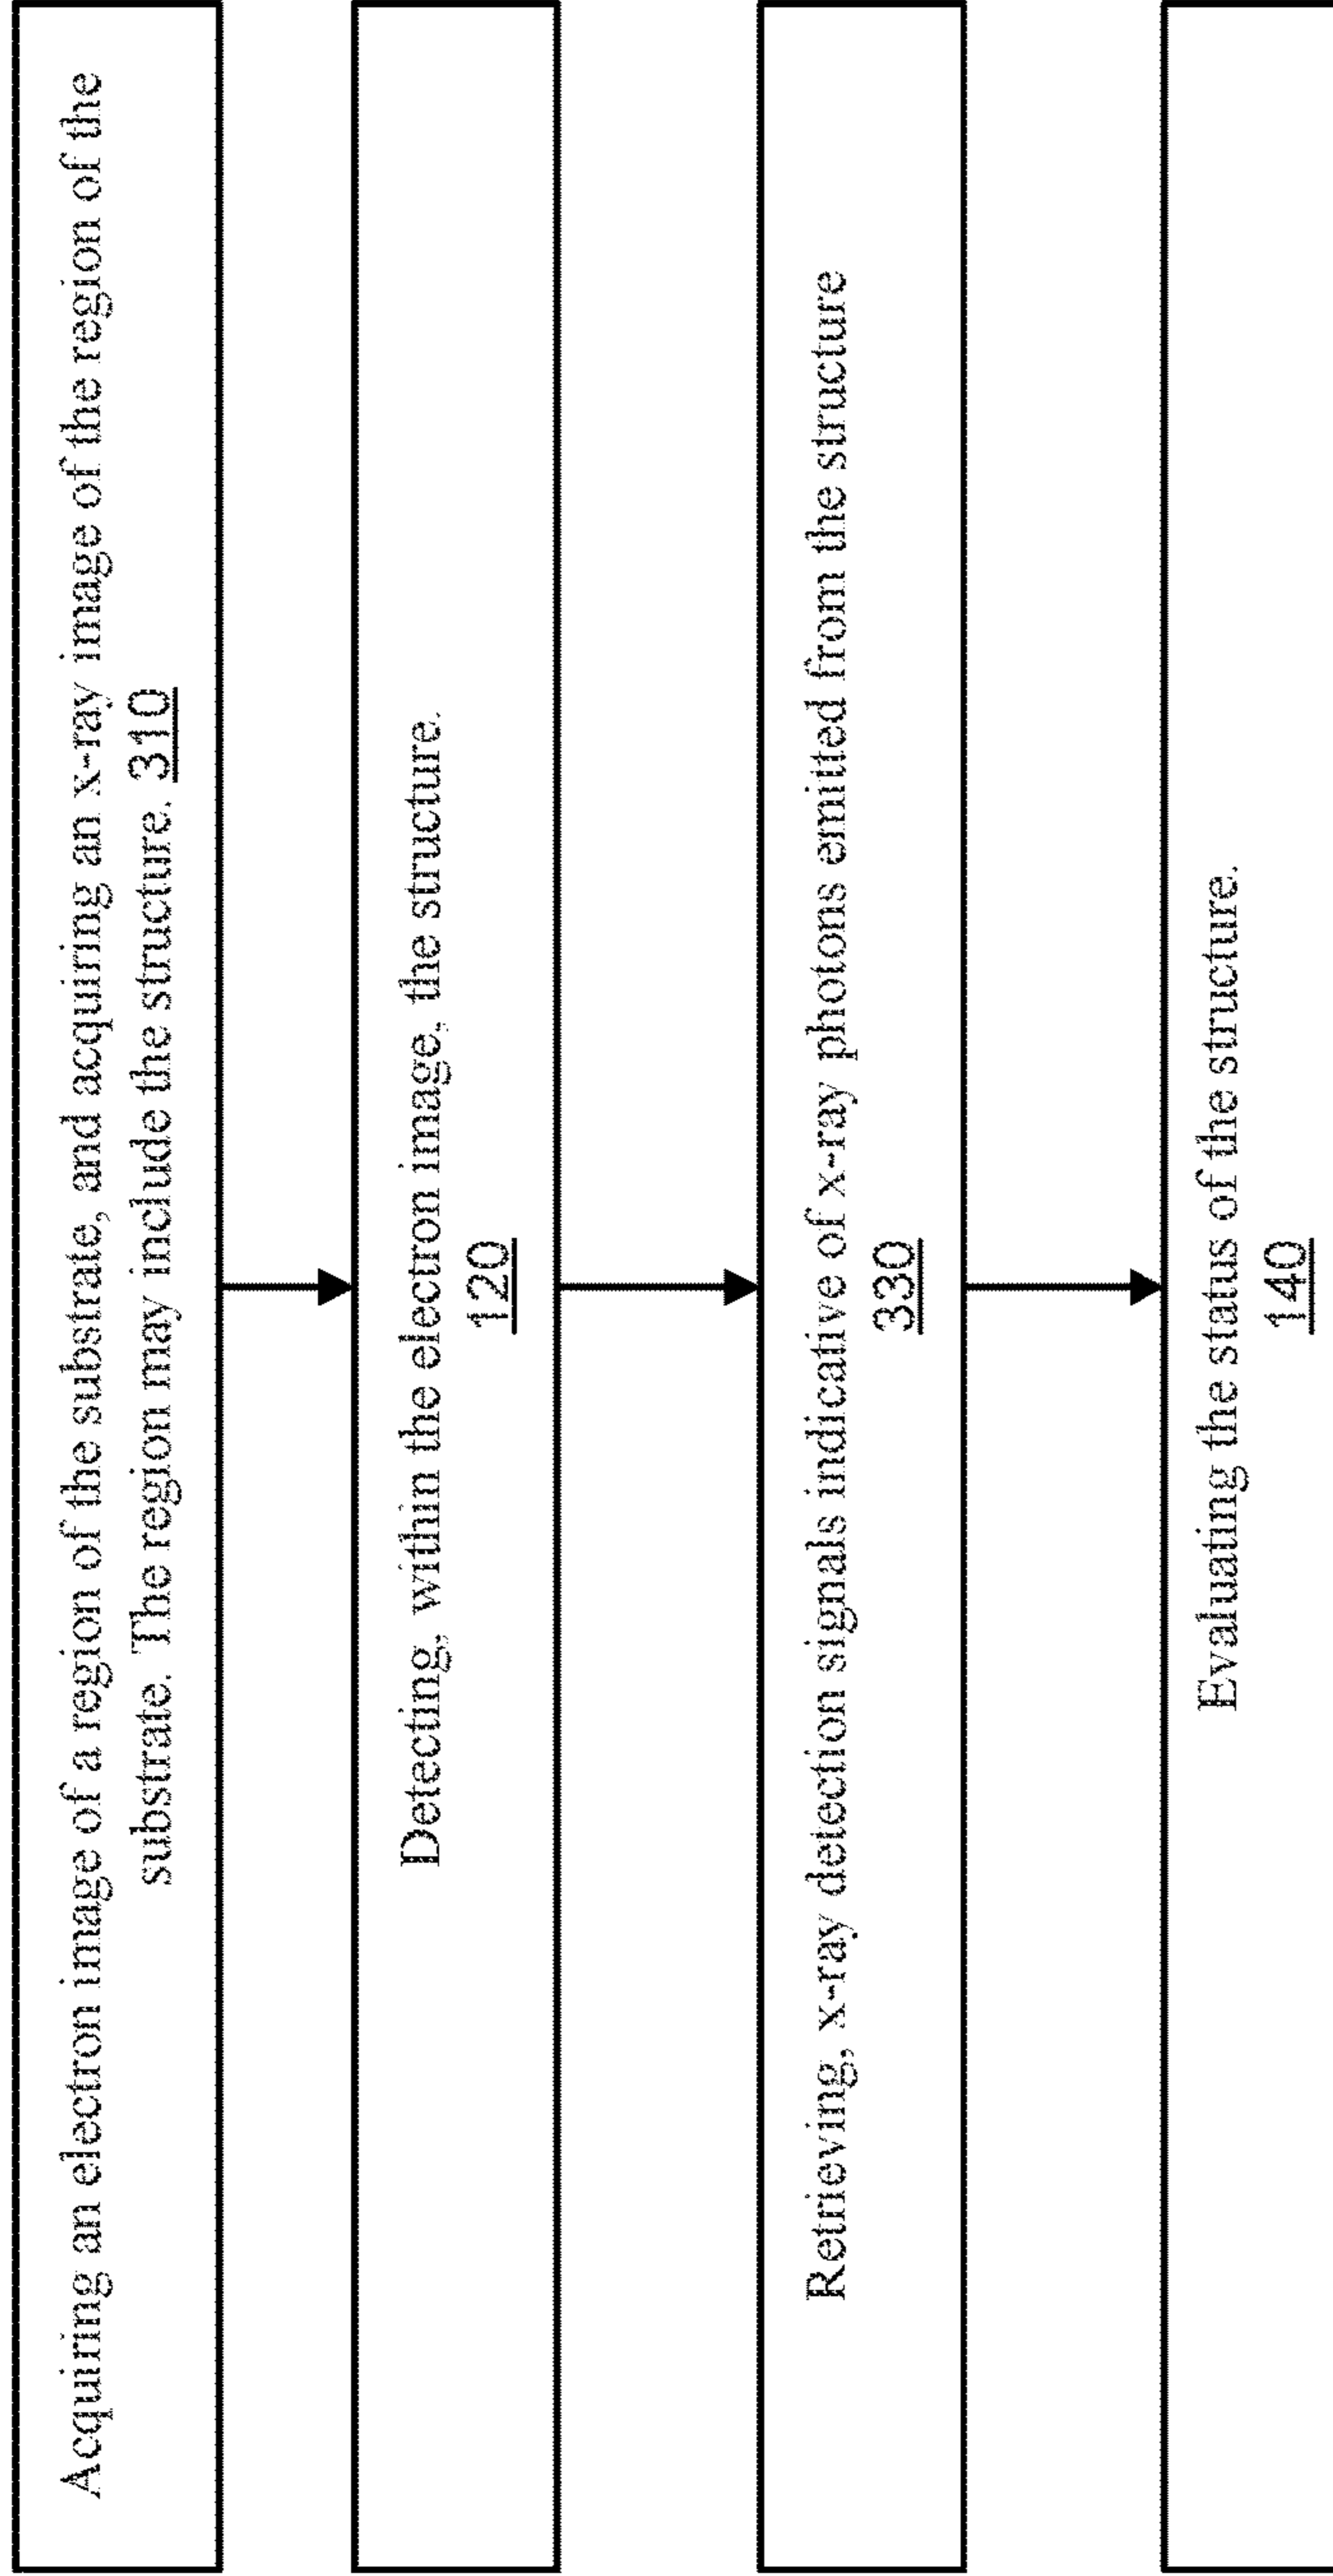 Acquiring an electron image of a region of the substrate, and acquiring an x-ray image of the region of the
substrate. The region may include the structure. 310
Detecting, within the electron image, the structure.
120
Retrieving, x-ray detection signals indicative of x-ray photons emitted from the structure
330
Evaluating the status of the structure.
140